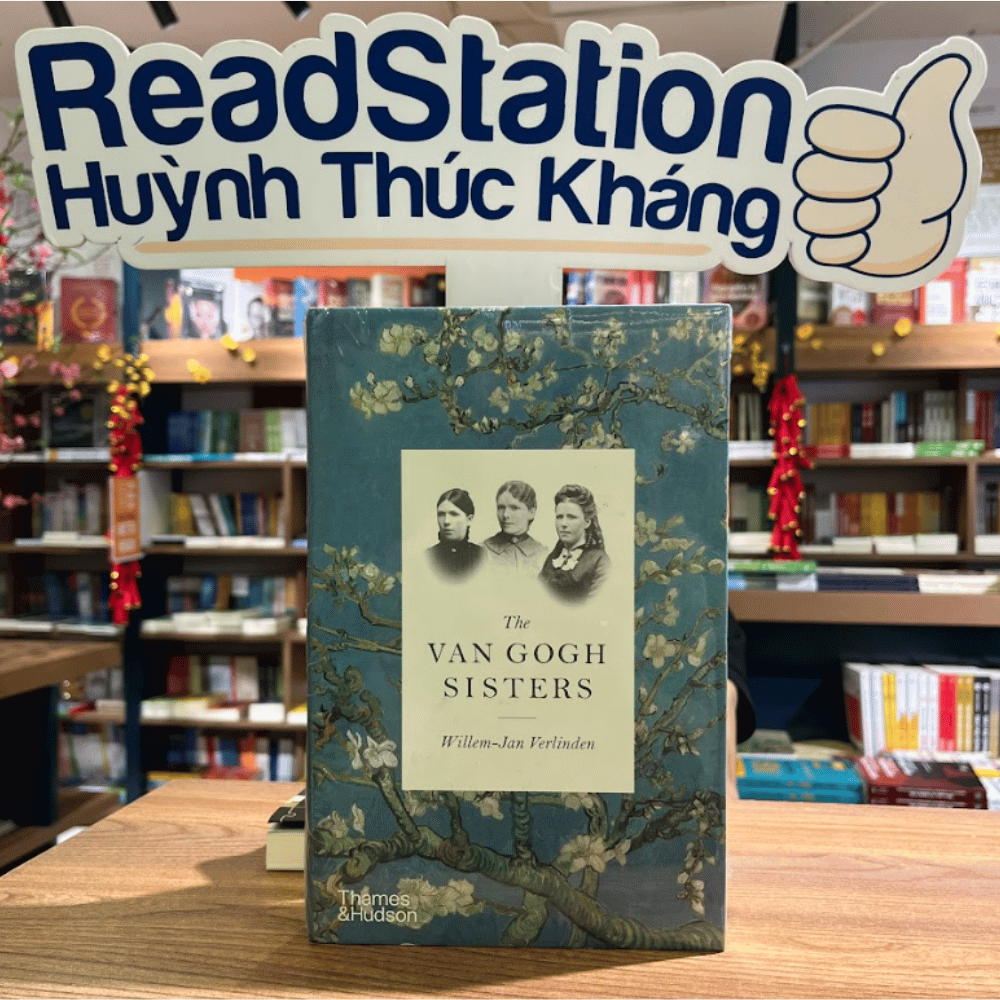 ReadStation
Huỳnh Thúc Kháng
The
VAN GOGH
SISTERS
Willem-Jan Verlinden
Thames
&Hudson